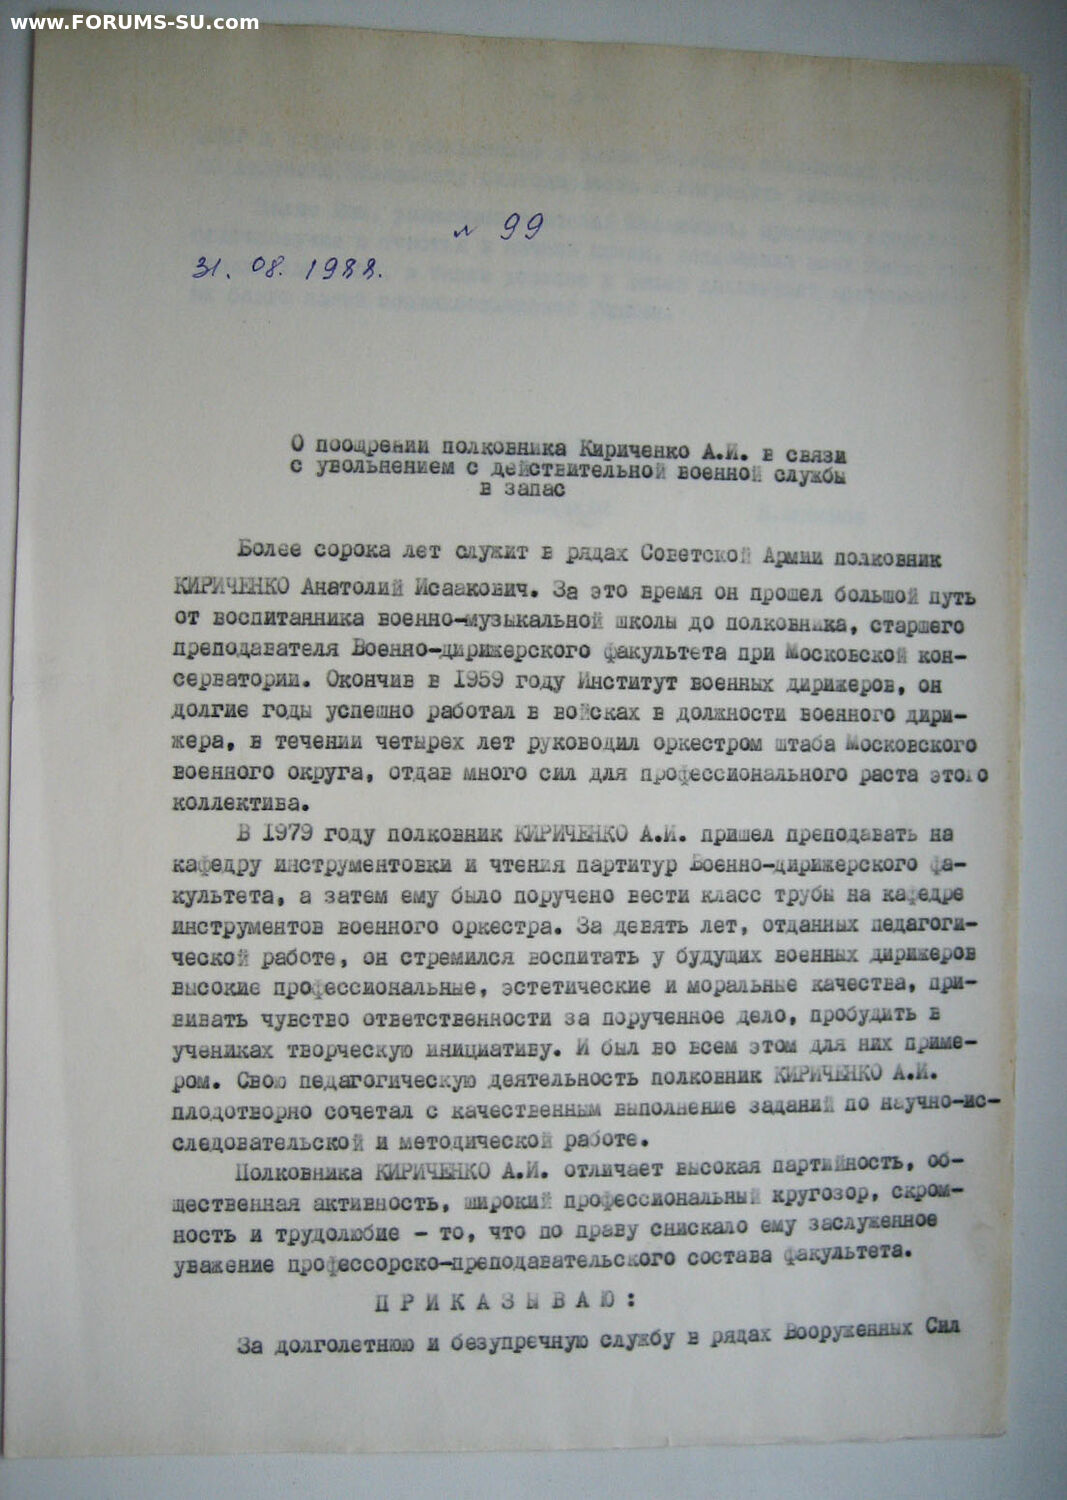 www.FORUMS-SU.com
№ 99
31. 08. 1988.
О поощрении полковника Кириченко А.И. в связи
с увольнением с действительной военной службы
в запас
Более сорока лет служит в рядах Советской Армии полковник
КИРИЧЕНКО Анатолий Исаакович. За это время он прошел большой путь
от воспитанника военно-музыкальной школы до полковника, старшего
преподавателя Военно-дирижерского факультета при Московской кон-
серватории. Окончив в 1959 году Институт военных дирижеров, он
долгие годы успешно работал в войсках в должности военного дири-
жера, в течении четырех лет руководил оркестром штаба Московского
военного округа, отдав много сил для профессионального роста этого
коллектива.
В 1979 году полковник КИРИЧЕНКО А.И. пришел преподавать на
кафедру инструментовки и чтения партитур Военно-дирижерского фа-
культета, а затем ему было поручено вести класс трубы на кафедре
инструментов военного оркестра. За девять лет, отданных педагоги-
ческой работе, он стремился воспитать у будущих военных дирижеров
высокие профессиональные, эстетические и моральные качества, при-
вивать чувство ответственности за порученное дело, пробудить в
учениках творческую инициативу. И был во всем этом для них приме-
ром. Свою педагогическую деятельность полковник КИРИЧЕНКО А.И.
плодотворно сочетал с качественным выполнение заданий по научно-ис-
следовательской и методической работе.
Полковника КИРИЧЕНКО А.И. отличает высокая партийность, об-
щественная активность, широкий профессиональный кругозор, скром-
ность и трудолюбие - то, что по праву снискало ему заслуженное
уважение профессорско-преподавательского состава факультета.
П Р И К А З Ы В А Ю :
За долголетнюю и безупречную службу в рядах Вооруженных Сил